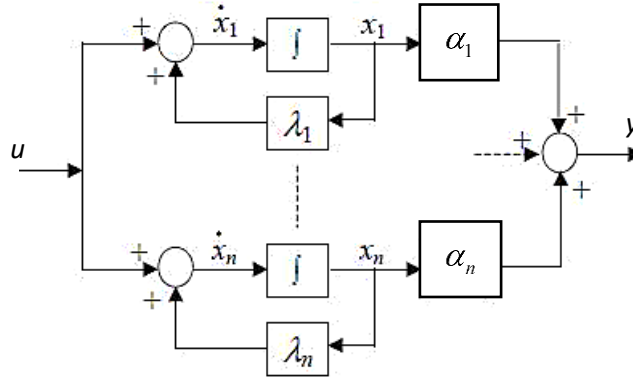 + ẋ₁ ∫ x₁ α₁
+ λ₁ +
u + y
+ ẋₙ ∫ xₙ αₙ +
+ λₙ